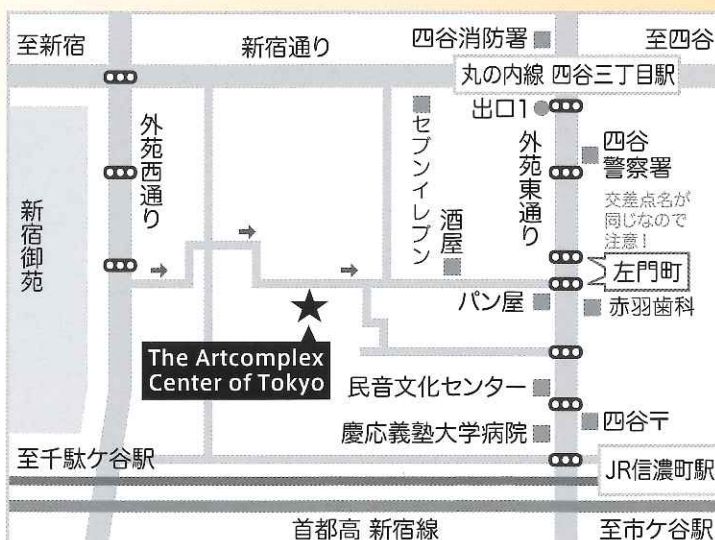 至新宿
新宿通り
四谷消防署
至四谷
丸の内線 四谷三丁目駅
出口1
セブンイレブン
外苑西通り
外苑東通り
四谷
警察署
交差点名が
同じなので
注意!
新宿御苑
酒屋
左門町
パン屋
赤羽歯科
The Artcomplex
Center of Tokyo
民音文化センター
四谷〒
慶応義塾大学病院
至千駄ケ谷駅
JR信濃町駅
首都高 新宿線
至市ケ谷駅